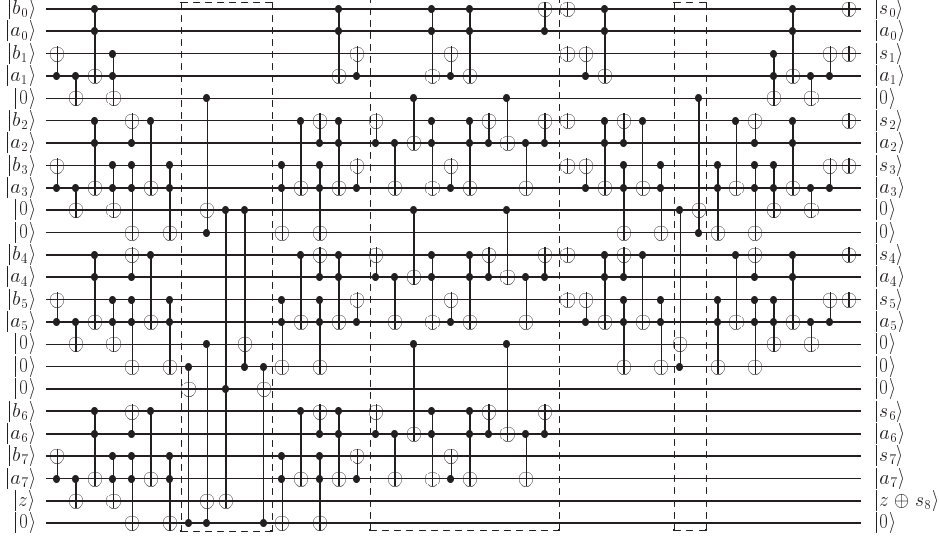 |b₀⟩ |s₀⟩
|a₀⟩ |a₀⟩
|b₁⟩ |s₁⟩
|a₁⟩ |a₁⟩
|0⟩ |0⟩
|b₂⟩ |s₂⟩
|a₂⟩ |a₂⟩
|b₃⟩ |s₃⟩
|a₃⟩ |a₃⟩
|0⟩ |0⟩
|0⟩ |0⟩
|b₄⟩ |s₄⟩
|a₄⟩ |a₄⟩
|b₅⟩ |s₅⟩
|a₅⟩ |a₅⟩
|0⟩ |0⟩
|0⟩ |0⟩
|0⟩ |0⟩
|b₆⟩ |s₆⟩
|a₆⟩ |a₆⟩
|b₇⟩ |s₇⟩
|a₇⟩ |a₇⟩
|z⟩ |z ⊕ s₈⟩
|0⟩ |0⟩